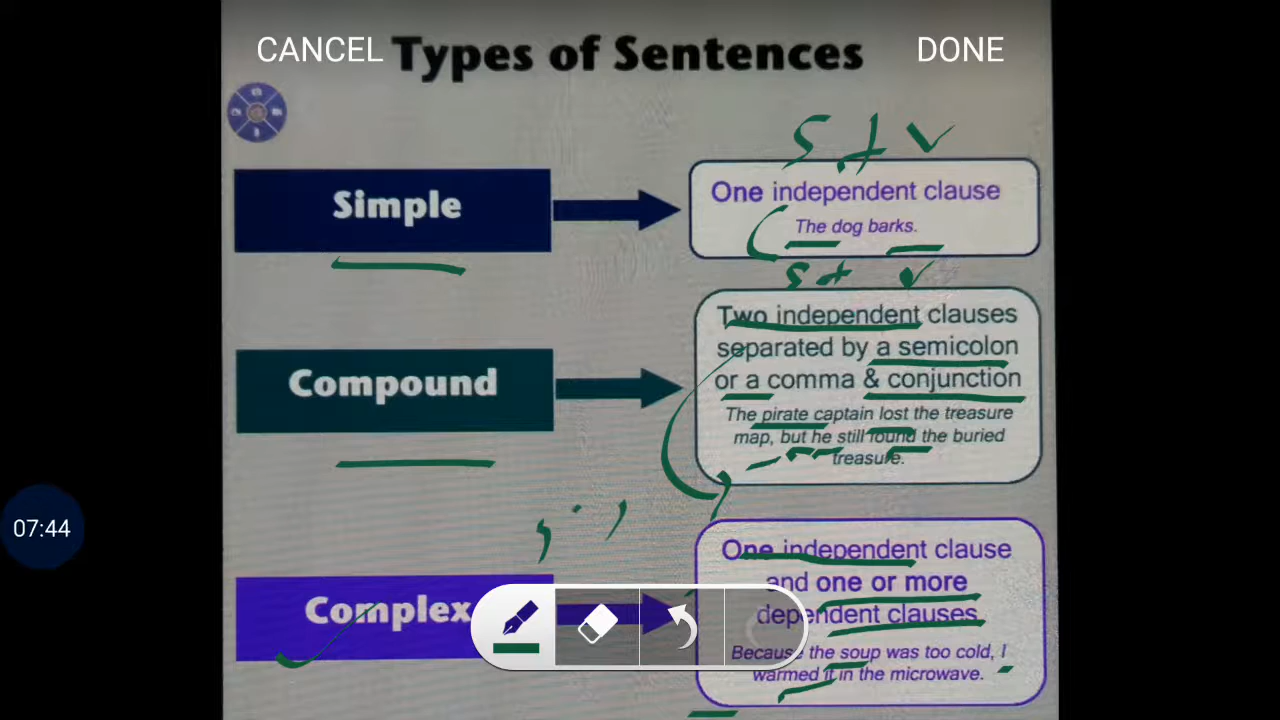 CANCEL Types of Sentences DONE
S + V
Simple
One independent clause
The dog barks.
S + V
Compound
Two independent clauses
separated by a semicolon
or a comma & conjunction
The pirate captain lost the treasure
map, but he still found the buried
treasure.
07:44
Complex
One independent clause
and one or more
dependent clauses
Because the soup was too cold, I
warmed it in the microwave.